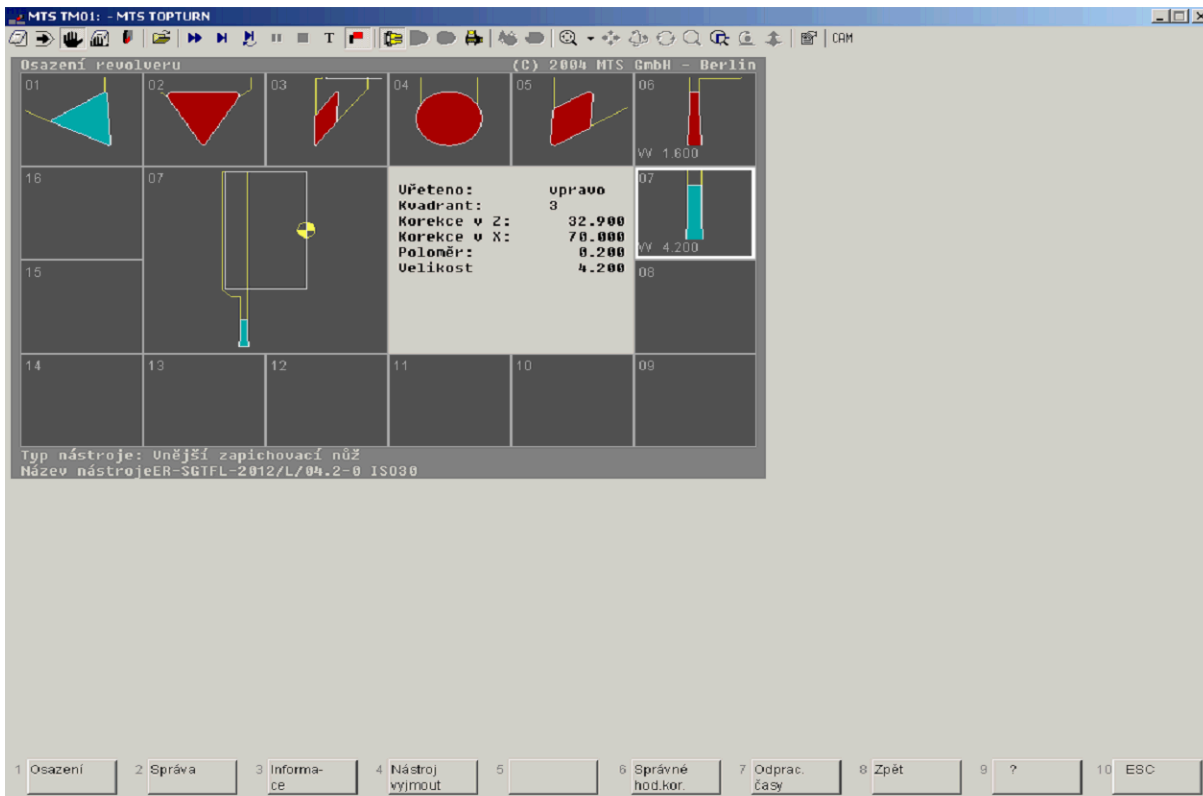 MTS TM01: - MTS TOPTURN
T CAM
Osazení revolveru (C) 2004 MTS GmbH - Berlin
01 02 03 04 05 06
VV 1.600
16 07 07
VV 4.200
Vřeteno: vpravo
Kvadrant: 3
Korekce v Z: 32.900
Korekce v X: 70.000
Poloměr: 0.200
Velikost 4.200
15 08
14 13 12 11 10 09
Typ nástroje: Vnější zapichovací nůž
Název nástrojeER-SGTFL-2012/L/04.2-0 ISO30
1 Osazení 2 Správa 3 Informa- 4 Nástroj 5 6 Správné 7 Odprac. 8 Zpět 9 ? 10 ESC
ce vyjmout hod.kor. časy